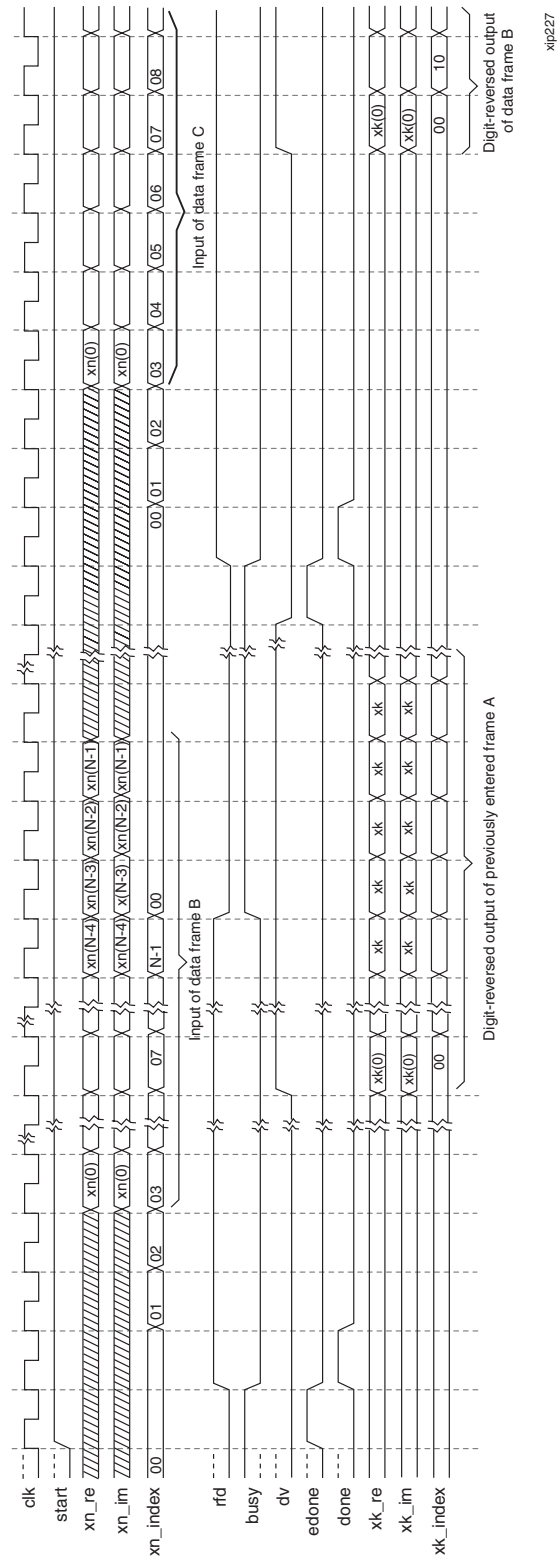 clk
start
xn_re xn(0) xn(N-4) xn(N-3) xn(N-2) xn(N-1) xn(0)
xn_im xn(0) xn(N-4) x(N-3) xn(N-2) xn(N-1) xn(0)
xn_index 00 01 02 03 07 N-1 00 00 01 02 03 04 05 06 07 08
Input of data frame B
Input of data frame C
rfd
busy
dv
edone
done
xk_re xk(0) xk xk xk xk xk xk(0)
xk_im xk(0) xk xk xk xk xk xk(0)
xk_index 00 00 10
Digit-reversed output of previously entered frame A
Digit-reversed output
of data frame B
xip227